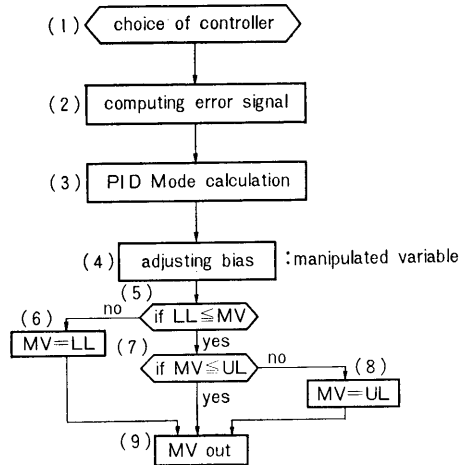 (1) choice of controller
(2) computing error signal
(3) PID Mode calculation
(4) adjusting bias :manipulated variable
(5)
(6) no if LL≦MV
MV=LL (7) yes
if MV≦UL no (8)
yes MV=UL
(9) MV out